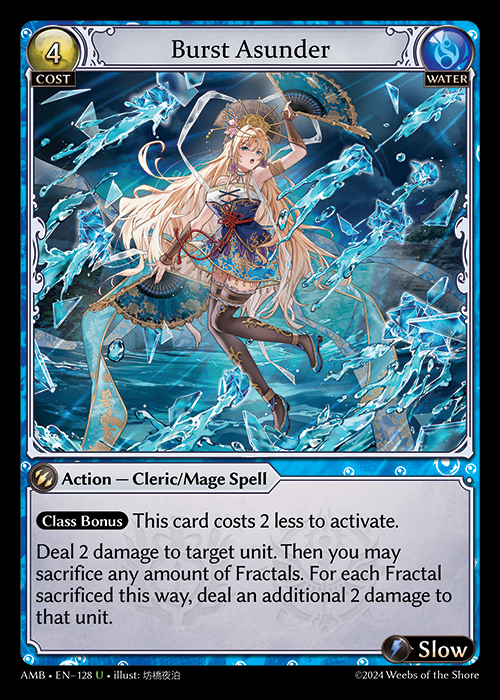 4
COST
Burst Asunder
WATER
Action — Cleric/Mage Spell
Class Bonus This card costs 2 less to activate.
Deal 2 damage to target unit. Then you may
sacrifice any amount of Fractals. For each Fractal
sacrificed this way, deal an additional 2 damage to
that unit.
Slow
AMB • EN-128 U • illust: 坊橋夜泊
©2024 Weebs of the Shore